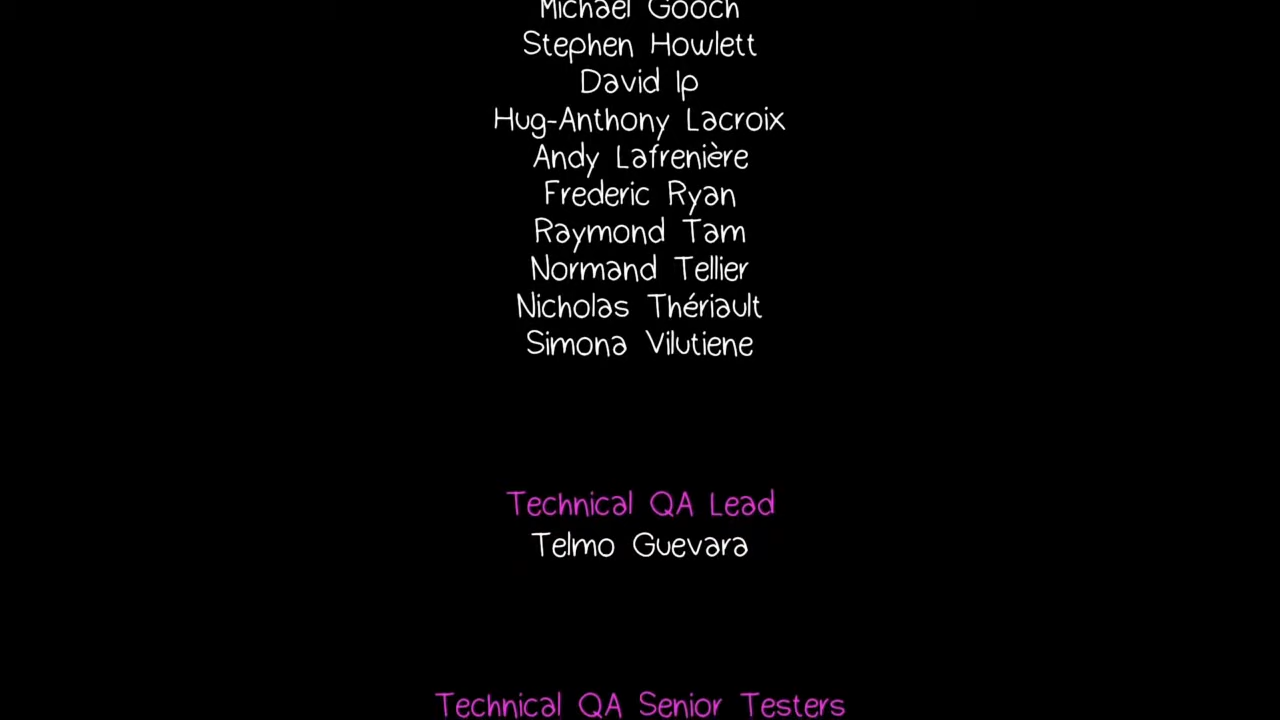 Michael Gooch
Stephen Howlett
David Ip
Hug-Anthony Lacroix
Andy Lafrenière
Frederic Ryan
Raymond Tam
Normand Tellier
Nicholas Thériault
Simona Vilutiene
Technical QA Lead
Telmo Guevara
Technical QA Senior Testers